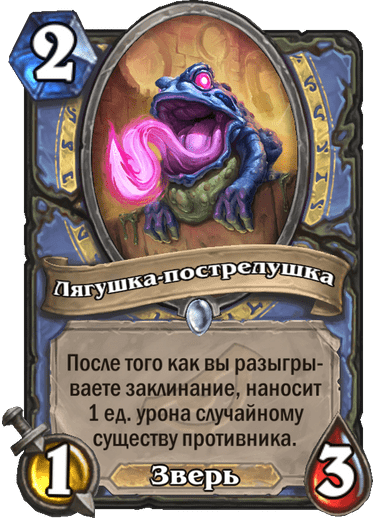 2
Лягушка-пострелушка
После того как вы разыгры-
ваете заклинание, наносит
1 ед. урона случайному
существу противника.
1
Зверь
3